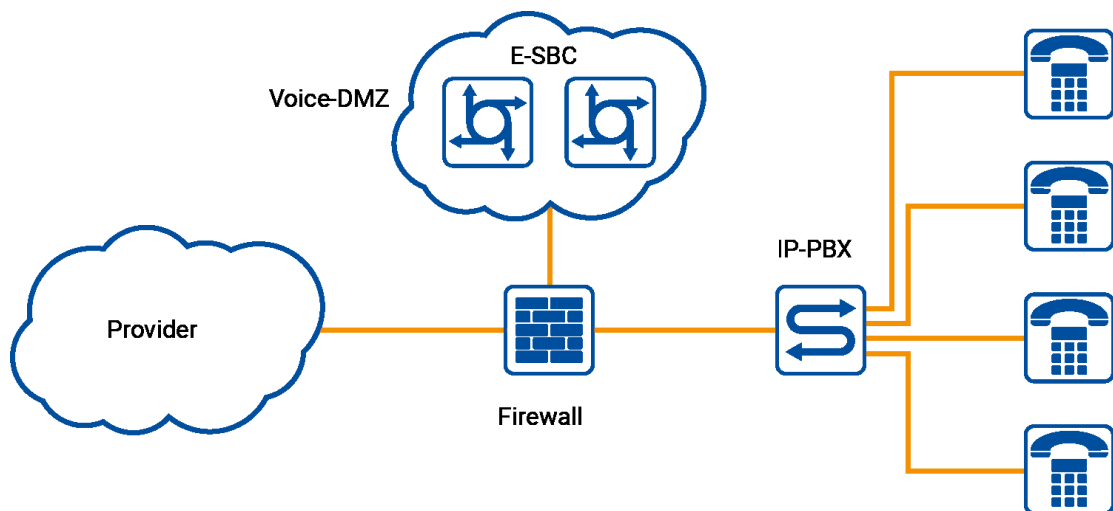 E-SBC
Voice-DMZ
IP-PBX
Provider
Firewall